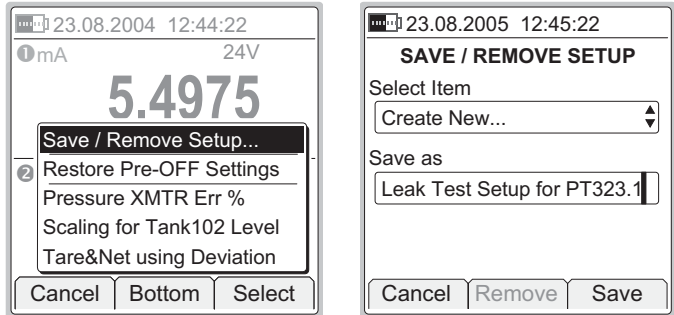 23.08.2004 12:44:22
❶mA 24V
5.4975
Save / Remove Setup...
❷ Restore Pre-OFF Settings
Pressure XMTR Err %
Scaling for Tank102 Level
Tare&Net using Deviation
Cancel Bottom Select
23.08.2005 12:45:22
SAVE / REMOVE SETUP
Select Item
Create New...
Save as
Leak Test Setup for PT323.1
Cancel Remove Save